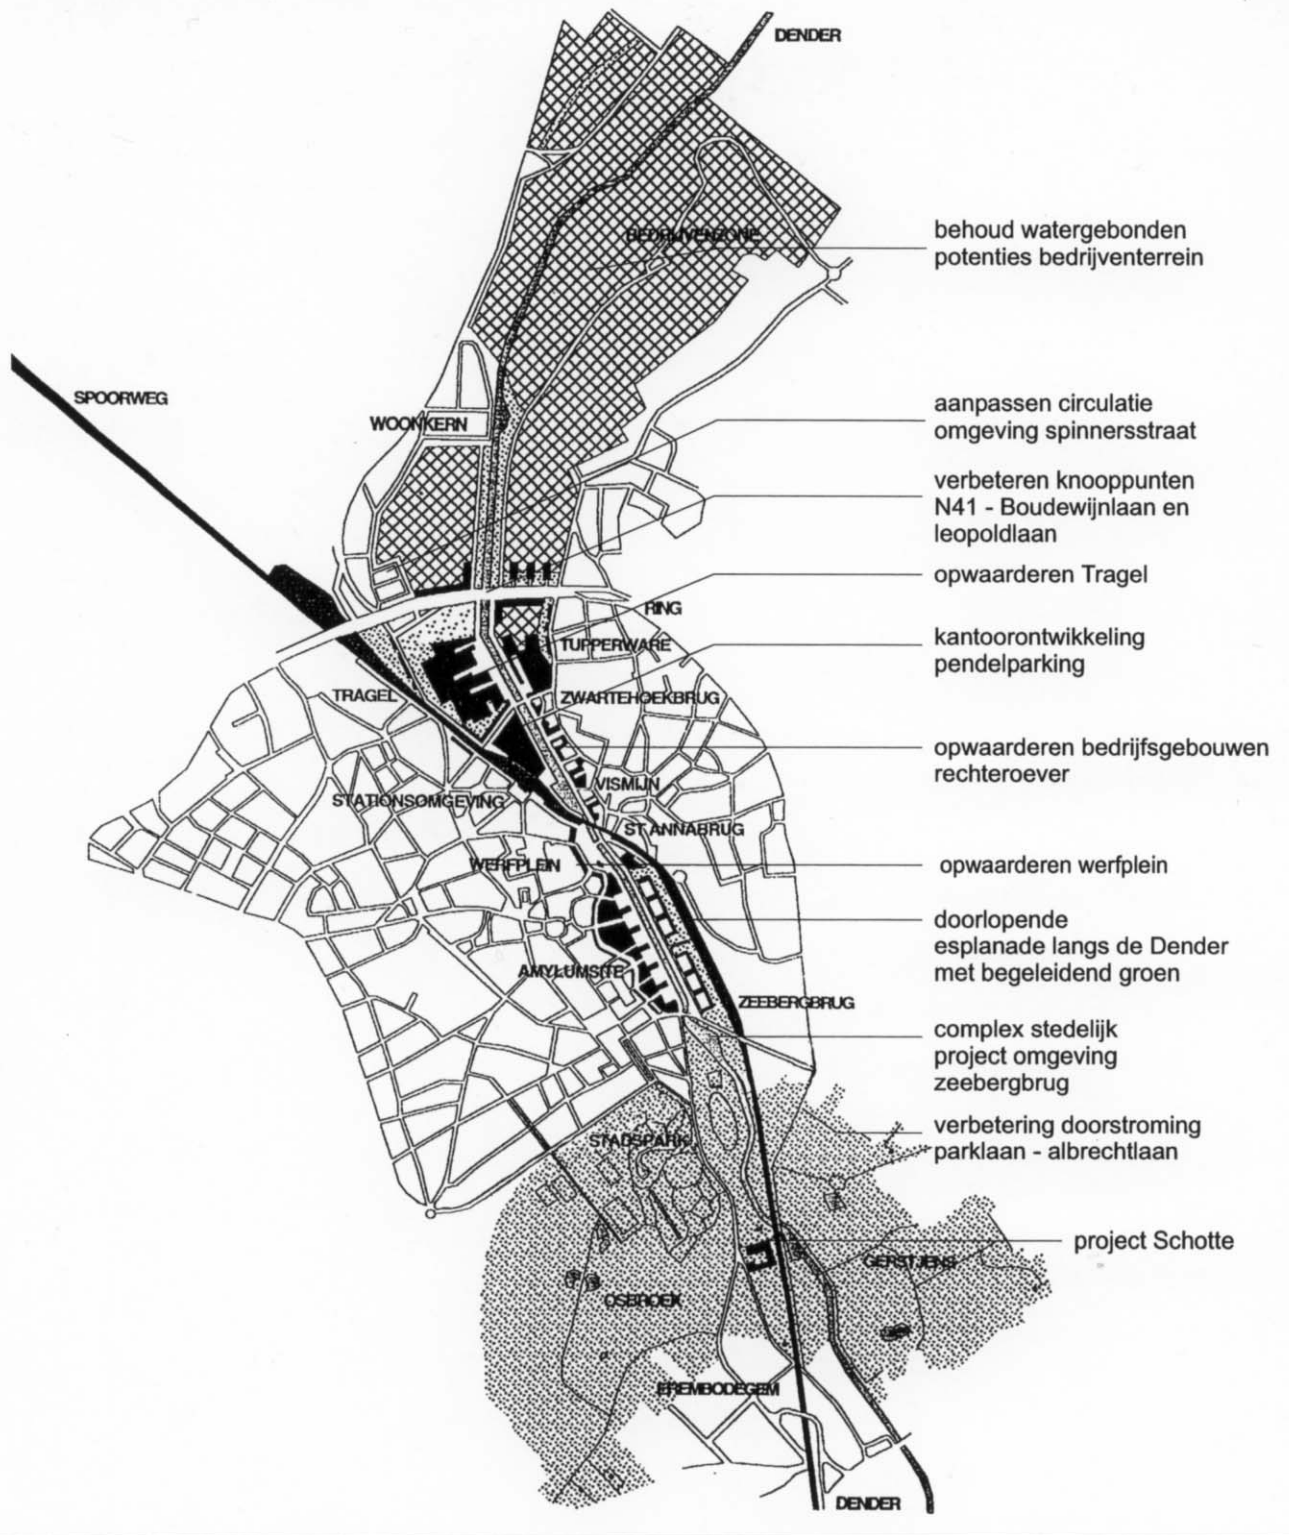 DENDER
BEDRIJVENZONE
behoud watergebonden
potenties bedrijventerrein
SPOORWEG
WOONKERN
aanpassen circulatie
omgeving spinnersstraat
verbeteren knooppunten
N41 - Boudewijnlaan en
leopoldlaan
opwaarderen Tragel
RING
TUPPERWARE
kantoorontwikkeling
pendelparking
TRAGEL
ZWARTEHOEKBRUG
opwaarderen bedrijfsgebouwen
rechteroever
VISMIJN
STATIONSOMGEVING
ST ANNABRUG
WERFPLEIN
opwaarderen werfplein
doorlopende
esplanade langs de Dender
met begeleidend groen
AMYLUMSITE
ZEEBERGBRUG
complex stedelijk
project omgeving
zeebergbrug
verbetering doorstroming
parklaan - albrechtlaan
STADSPARK
project Schotte
GERSTJENS
OSBROEK
EREMBODEGEM
DENDER